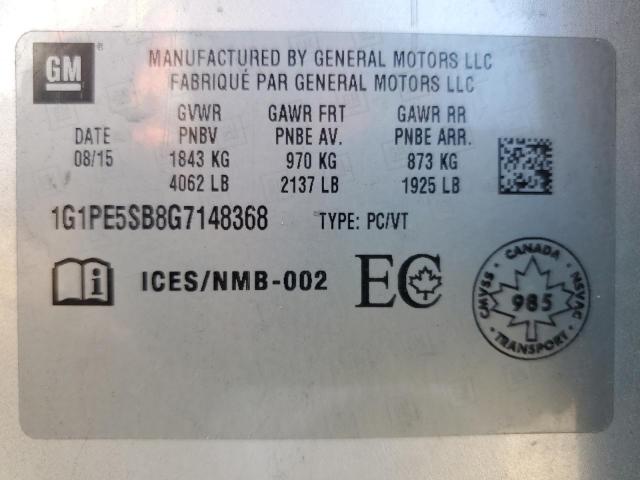 GM ®
MANUFACTURED BY GENERAL MOTORS LLC
FABRIQUÉ PAR GENERAL MOTORS LLC
GVWR GAWR FRT GAWR RR
DATE PNBV PNBE AV. PNBE ARR.
08/15 1843 KG 970 KG 873 KG
4062 LB 2137 LB 1925 LB
1G1PE5SB8G7148368 TYPE: PC/VT
i ICES/NMB-002 EC
CANADA
CMVSS 985 NSVAC
TRANSPORT